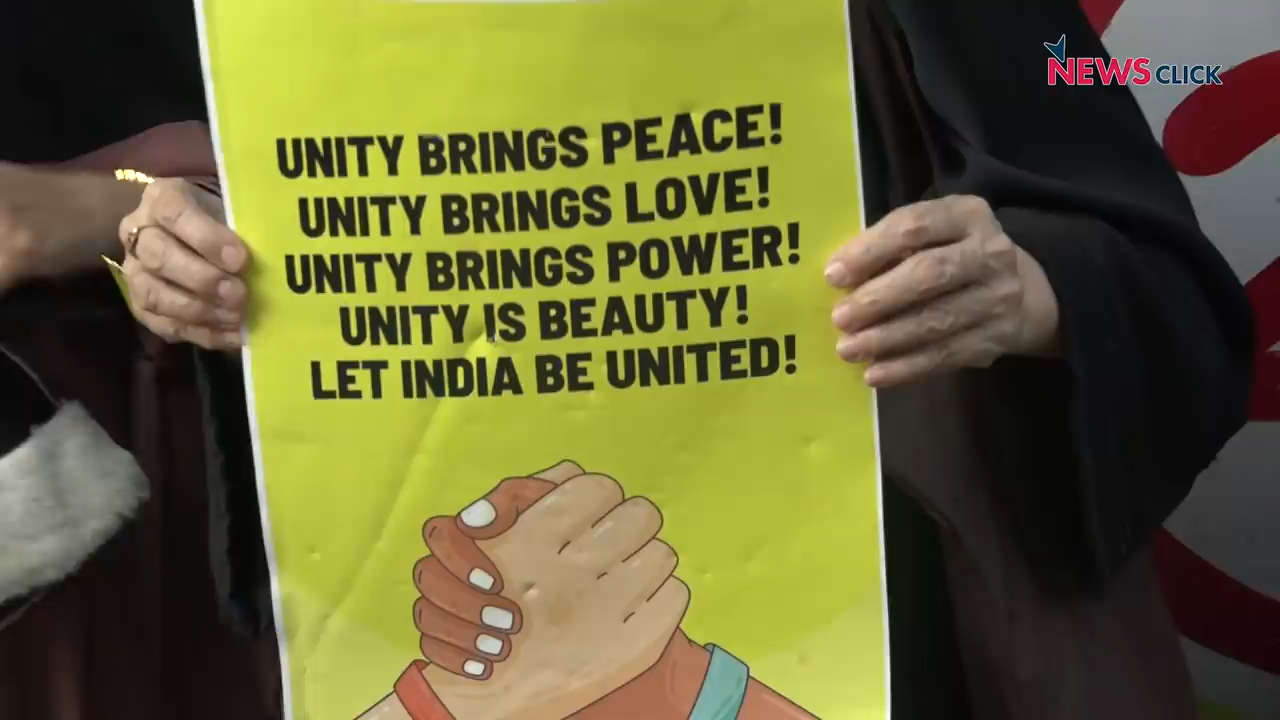 NEWS CLICK
UNITY BRINGS PEACE!
UNITY BRINGS LOVE!
UNITY BRINGS POWER!
UNITY IS BEAUTY!
LET INDIA BE UNITED!